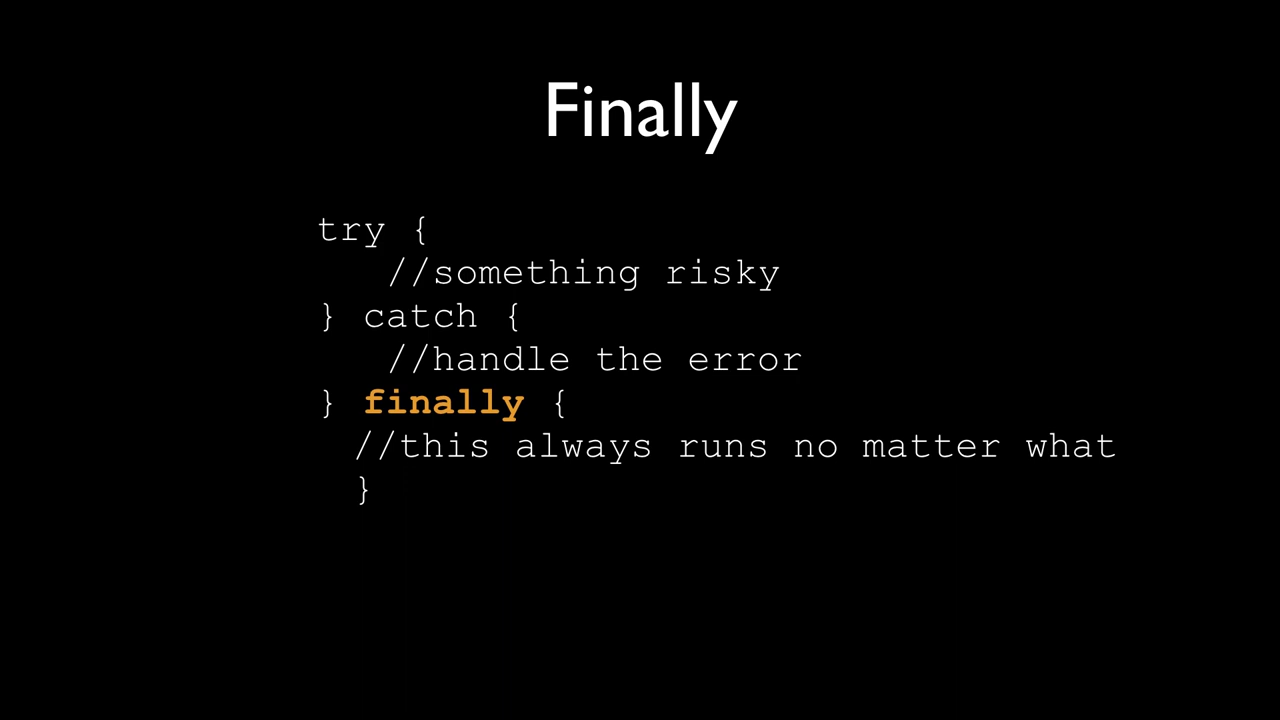 Finally
try {
//something risky
} catch {
//handle the error
} finally {
//this always runs no matter what
}